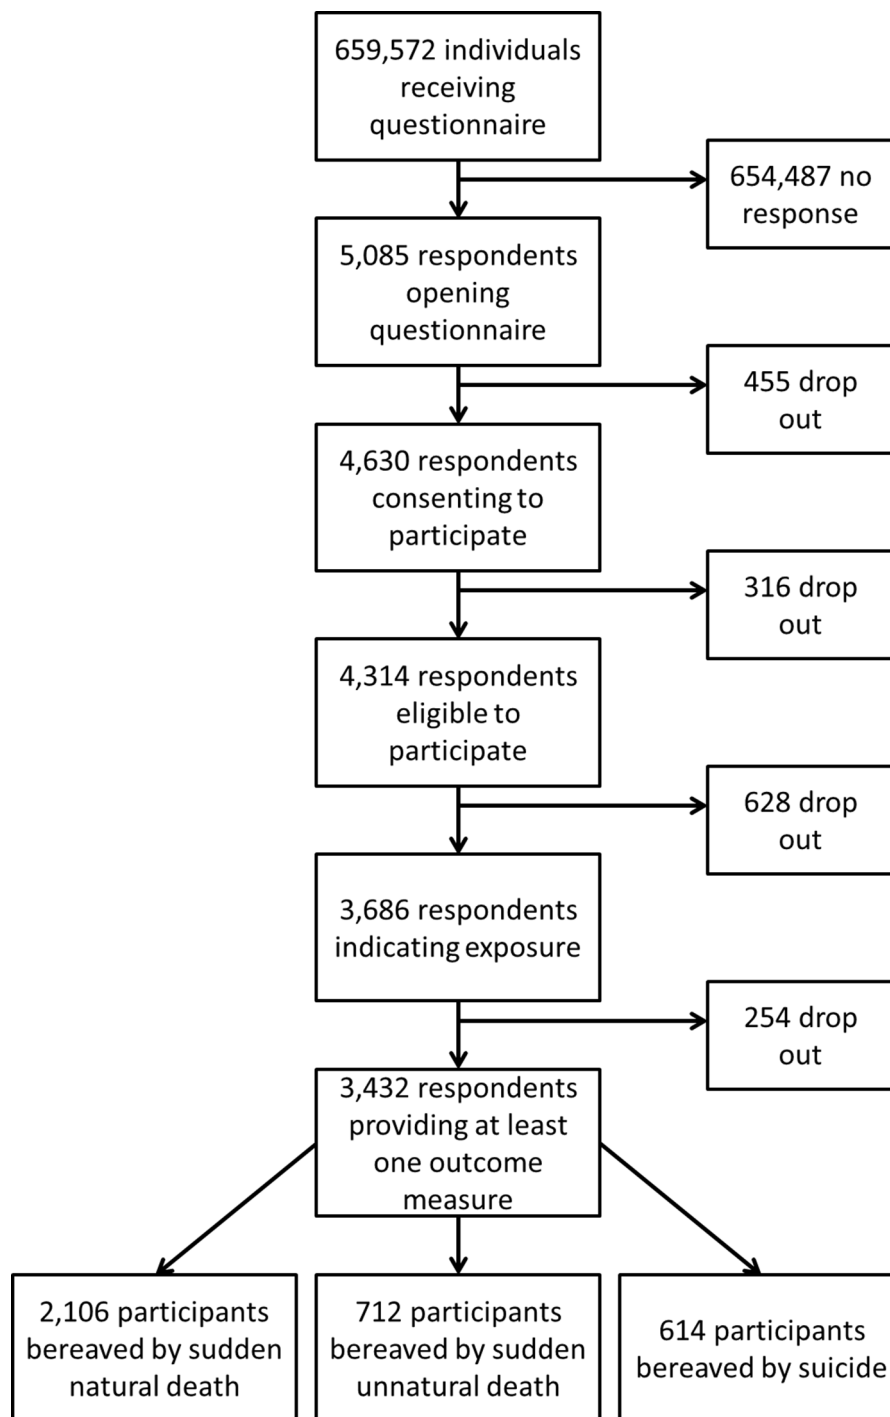 659,572 individuals
receiving
questionnaire
654,487 no
response
5,085 respondents
opening
questionnaire
455 drop
out
4,630 respondents
consenting to
participate
316 drop
out
4,314 respondents
eligible to
participate
628 drop
out
3,686 respondents
indicating exposure
254 drop
out
3,432 respondents
providing at least
one outcome
measure
2,106 participants
bereaved by sudden
natural death
712 participants
bereaved by sudden
unnatural death
614 participants
bereaved by suicide